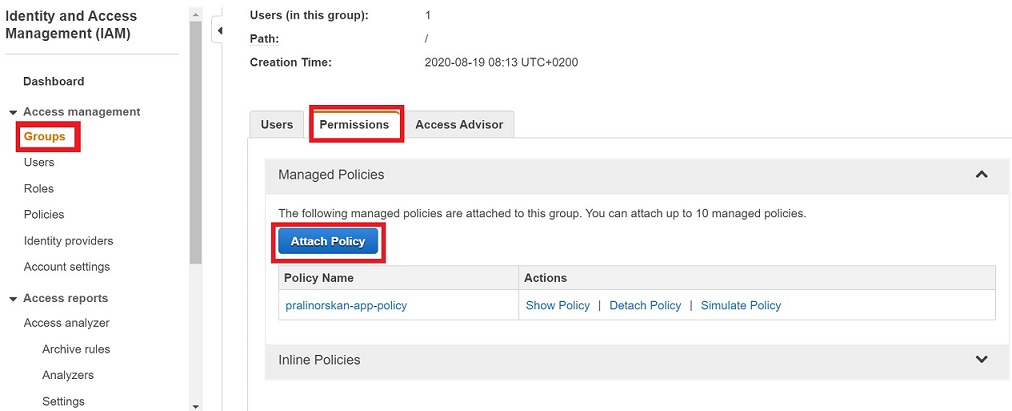 Identity and Access
Management (IAM)
Dashboard
Access management
Groups
Users
Roles
Policies
Identity providers
Account settings
Access reports
Access analyzer
Archive rules
Analyzers
Settings
Users (in this group): 1
Path: /
Creation Time: 2020-08-19 08:13 UTC+0200
Users Permissions Access Advisor
Managed Policies
The following managed policies are attached to this group. You can attach up to 10 managed policies.
Attach Policy
Policy Name Actions
pralinorskan-app-policy Show Policy | Detach Policy | Simulate Policy
Inline Policies